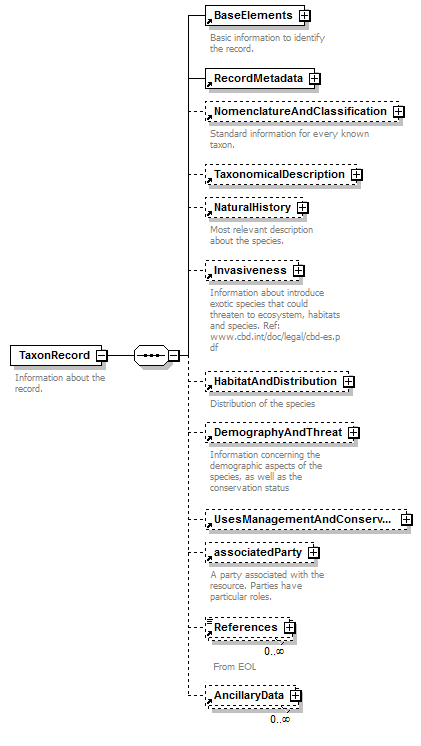 BaseElements
Basic information to identify
the record.
RecordMetadata
NomenclatureAndClassification
Standard information for every known
taxon.
TaxonomicalDescription
NaturalHistory
Most relevant description
about the species.
Invasiveness
Information about introduce
exotic species that could
threaten to ecosystem, habitats
and species. Ref:
www.cbd.int/doc/legal/cbd-es.p
df
TaxonRecord
Information about the
record.
HabitatAndDistribution
Distribution of the species
DemographyAndThreat
Information concerning the
demographic aspects of the
species, as well as the
conservation status
UsesManagementAndConserv...
associatedParty
A party associated with the
resource. Parties have
particular roles.
References
0..∞
From EOL
AncillaryData
0..∞